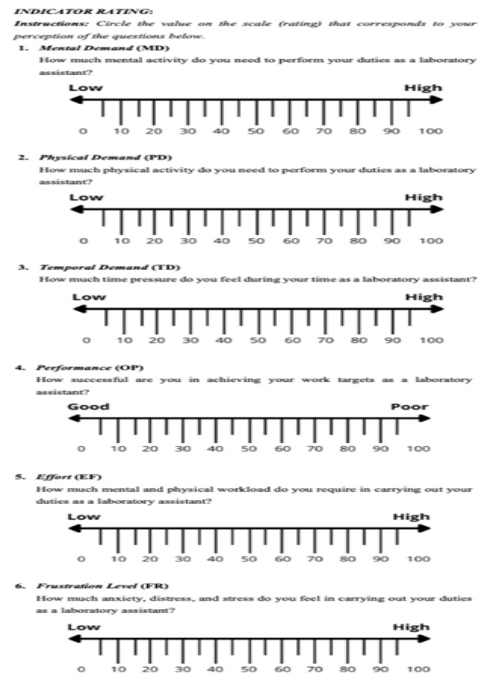 INDICATOR RATING:
Instructions: Circle the value on the scale (rating) that corresponds to your
perception of the questions below.
1. Mental Demand (MD)
How much mental activity do you need to perform your duties as a laboratory
assistant?
Low High
0 10 20 30 40 50 60 70 80 90 100
2. Physical Demand (PD)
How much physical activity do you need to perform your duties as a laboratory
assistant?
Low High
0 10 20 30 40 50 60 70 80 90 100
3. Temporal Demand (TD)
How much time pressure do you feel during your time as a laboratory assistant?
Low High
0 10 20 30 40 50 60 70 80 90 100
4. Performance (OP)
How successful are you in achieving your work targets as a laboratory
assistant?
Good Poor
0 10 20 30 40 50 60 70 80 90 100
5. Effort (EF)
How much mental and physical workload do you require in carrying out your
duties as a laboratory assistant?
Low High
0 10 20 30 40 50 60 70 80 90 100
6. Frustration Level (FR)
How much anxiety, distress, and stress do you feel in carrying out your duties
as a laboratory assistant?
Low High
0 10 20 30 40 50 60 70 80 90 100